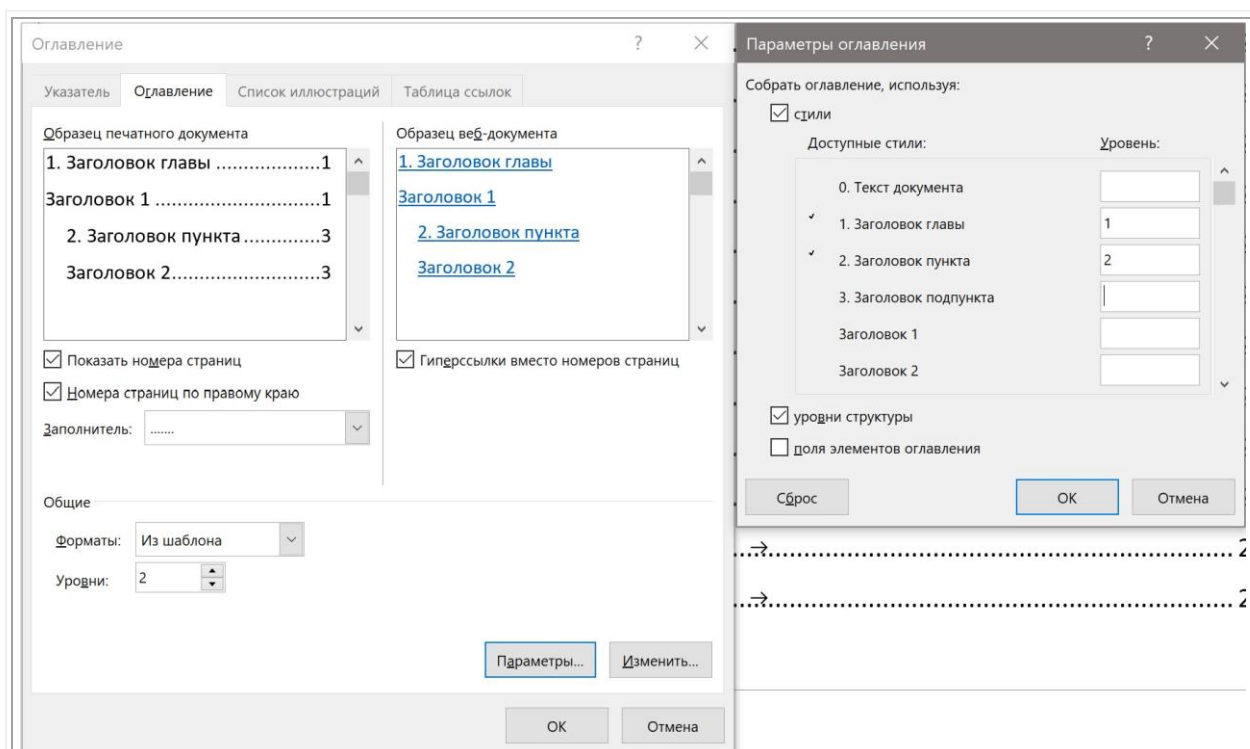 Оглавление ? ×
Указатель Оглавление Список иллюстраций Таблица ссылок
Образец печатного документа
1. Заголовок главы ..................1
Заголовок 1 ............................1
2. Заголовок пункта..............3
Заголовок 2.........................3
Показать номера страниц
Номера страниц по правому краю
Заполнитель: .......
Образец веб-документа
1. Заголовок главы
Заголовок 1
2. Заголовок пункта
Заголовок 2
Гиперссылки вместо номеров страниц
Общие
Форматы: Из шаблона
Уровни: 2
Параметры... Изменить...
ОК Отмена
Параметры оглавления ? ×
Собрать оглавление, используя:
стили
Доступные стили: Уровень:
0. Текст документа
1. Заголовок главы 1
2. Заголовок пункта 2
3. Заголовок подпункта
Заголовок 1
Заголовок 2
уровни структуры
поля элементов оглавления
Сброс ОК Отмена
...→.................................................... 2
...→.................................................... 2